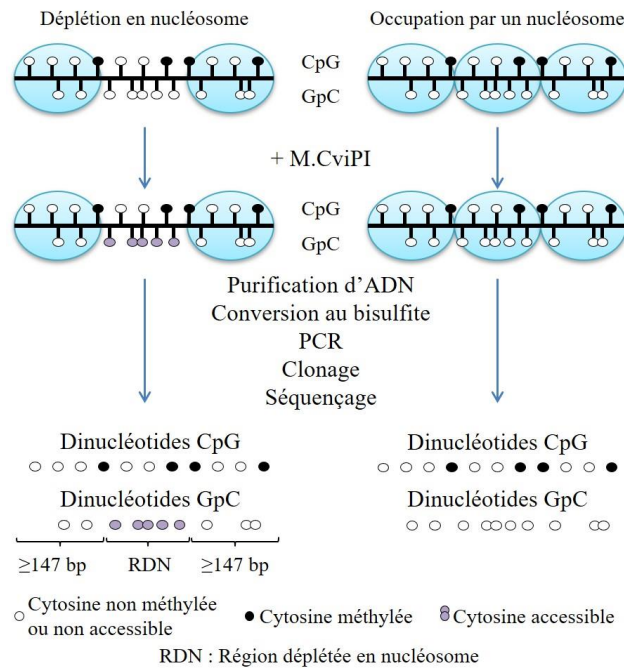 Déplétion en nucléosome
Occupation par un nucléosome
CpG
GpC
+ M.CviPI
CpG
GpC
Purification d’ADN
Conversion au bisulfite
PCR
Clonage
Séquençage
Dinucléotides CpG
Dinucléotides CpG
Dinucléotides GpC
Dinucléotides GpC
≥147 bp RDN ≥147 bp
Cytosine non méthylée
ou non accessible
Cytosine méthylée
Cytosine accessible
RDN : Région déplétée en nucléosome